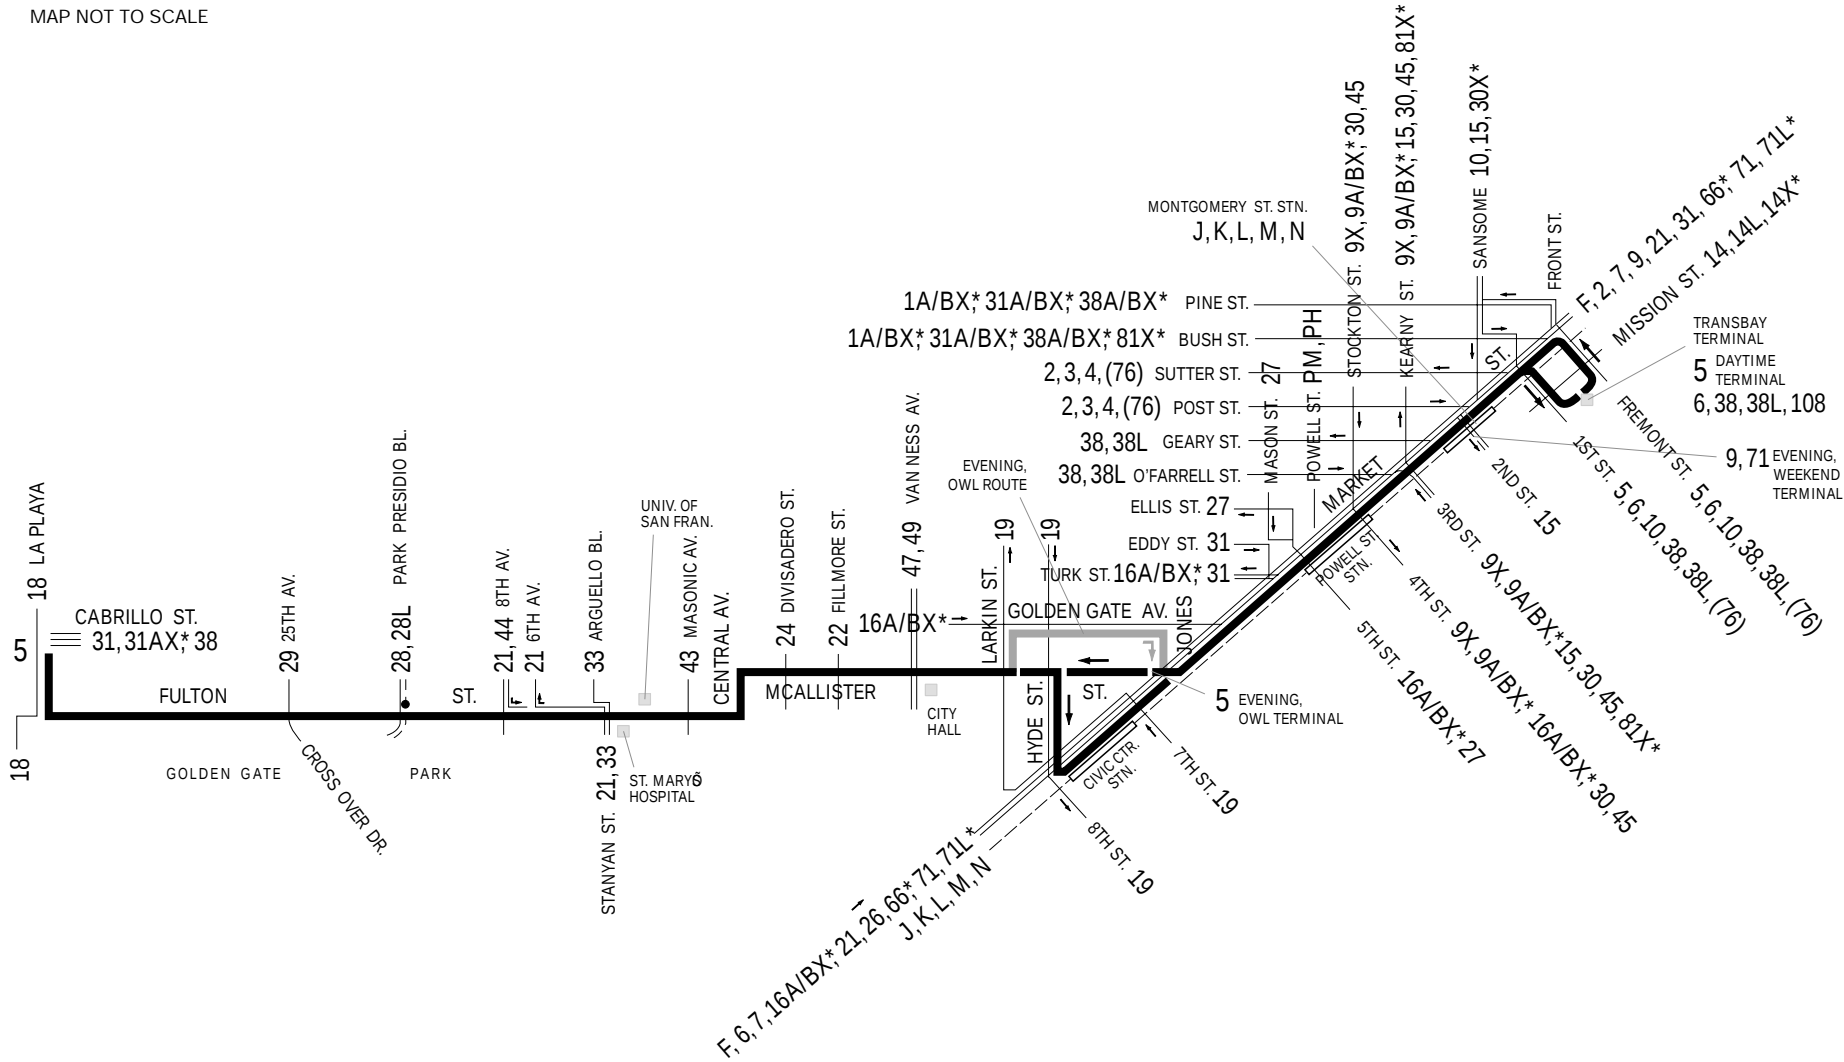 MAP NOT TO SCALE
18 LA PLAYA
5
CABRILLO ST.
31,31AX,* 38
18
FULTON
ST.
29 25TH AV.
CROSS OVER DR.
GOLDEN GATE
PARK
28,28L PARK PRESIDIO BL.
21,44 8TH AV.
21 6TH AV.
33 ARGUELLO BL.
STANYAN ST. 21,33
UNIV. OF
SAN FRAN.
ST. MARYÕS
HOSPITAL
43 MASONIC AV.
CENTRAL AV.
24 DIVISADERO ST.
22 FILLMORE ST.
MCALLISTER
ST.
47,49 VAN NESS AV.
16A/BX*
CITY
HALL
EVENING,
OWL ROUTE
LARKIN ST.
19
19
HYDE ST.
GOLDEN GATE AV.
JONES
5 EVENING,
OWL TERMINAL
1A/BX,* 31A/BX,* 38A/BX* PINE ST.
1A/BX,* 31A/BX,* 38A/BX,* 81X* BUSH ST.
2,3,4,(76) SUTTER ST.
2,3,4,(76) POST ST.
38,38L GEARY ST.
38,38L O'FARRELL ST.
ELLIS ST. 27
EDDY ST. 31
TURK ST. 16A/BX,* 31
MASON ST. 27
POWELL ST. PM,PH
STOCKTON ST. 9X,9A/BX,* 30,45
KEARNY ST. 9X,9A/BX,* 15,30,45,81X*
SANSOME 10,15,30X*
FRONT ST.
MONTGOMERY ST. STN.
J,K,L,M,N
MARKET
ST.
F, 2, 7, 9, 21, 31, 66,* 71, 71L*
MISSION ST. 14,14L,14X*
TRANSBAY
TERMINAL
5 DAYTIME
TERMINAL
6,38,38L,108
9,71 EVENING,
WEEKEND
TERMINAL
FREMONT ST. 5,6,10,38,38L,(76)
1ST ST. 5,6,10,38,38L,(76)
2ND ST. 15
3RD ST. 9X,9A/BX,*15,30,45,81X*
4TH ST. 9X,9A/BX,* 16A/BX,* 30,45
5TH ST. 16A/BX,* 27
POWELL ST.
STN.
CIVIC CTR.
STN.
7TH ST. 19
8TH ST. 19
F, 6,7,16A/BX,* 21,26,66,* 71,71L*
J,K,L,M,N